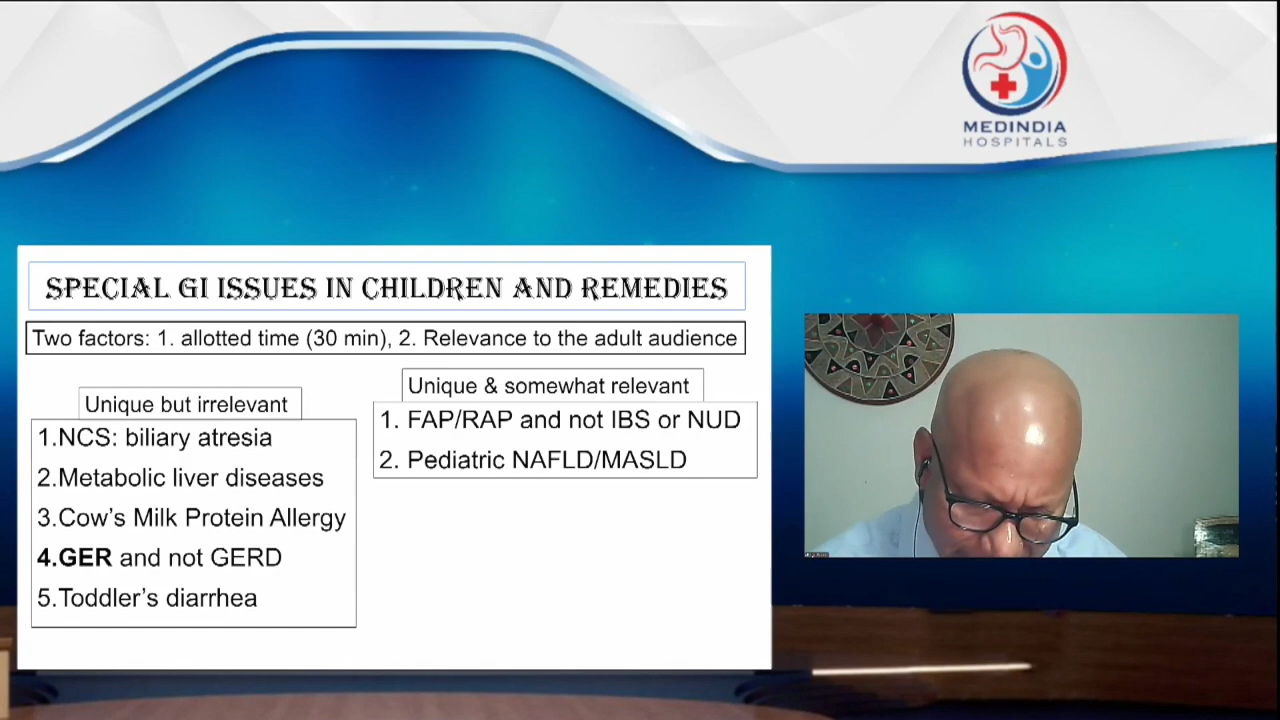 MEDINDIA
HOSPITALS
SPECIAL GI ISSUES IN CHILDREN AND REMEDIES
Two factors: 1. allotted time (30 min), 2. Relevance to the adult audience
Unique but irrelevant
1.NCS: biliary atresia
2.Metabolic liver diseases
3.Cow's Milk Protein Allergy
4.GER and not GERD
5.Toddler's diarrhea
Unique & somewhat relevant
1. FAP/RAP and not IBS or NUD
2. Pediatric NAFLD/MASLD